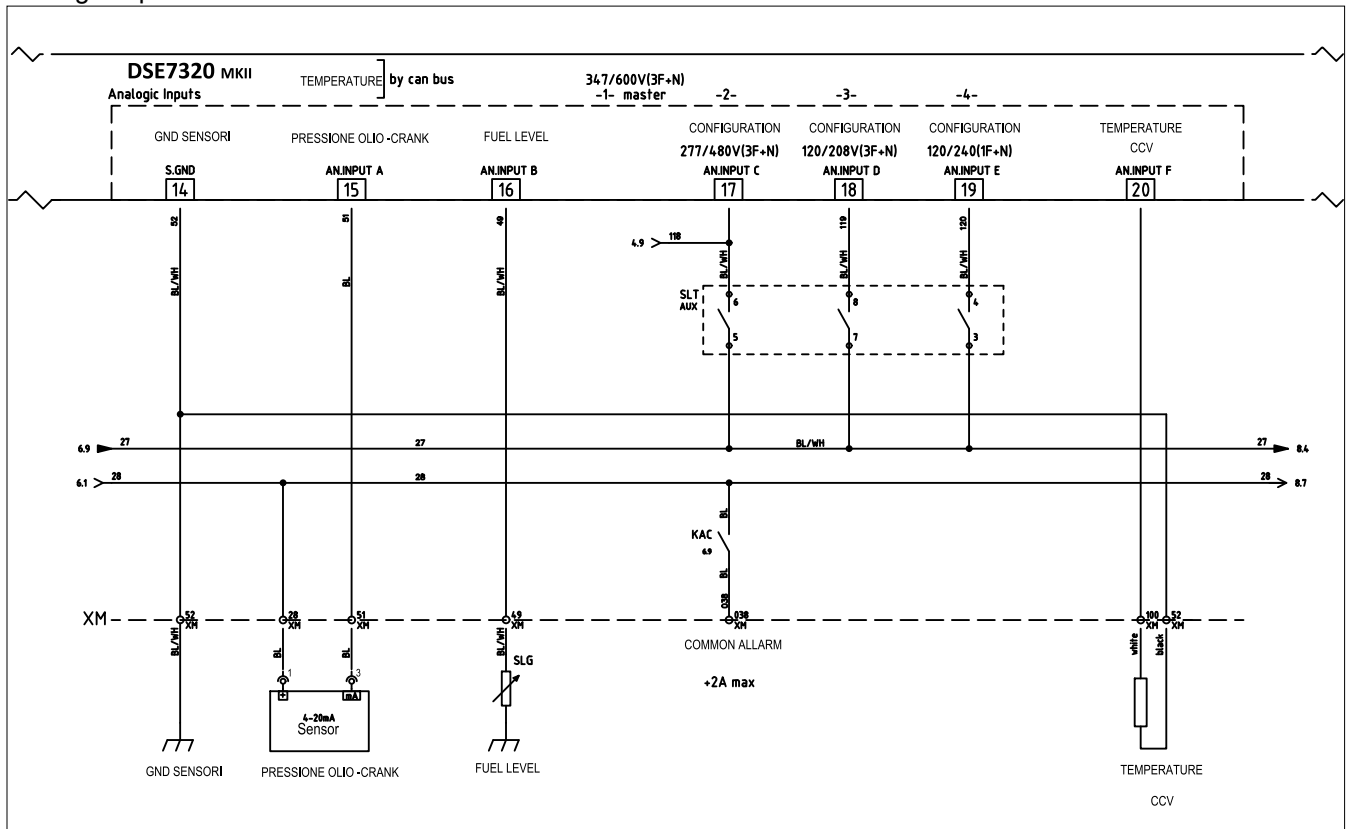 DSE7320 MKII
TEMPERATURE by can bus
347/600V(3F+N)
Analogic Inputs
-1- master
-2-
-3-
-4-
GND SENSORI
PRESSIONE OLIO -CRANK
FUEL LEVEL
CONFIGURATION
277/480V(3F+N)
CONFIGURATION
120/208V(3F+N)
CONFIGURATION
120/240(1F+N)
TEMPERATURE
CCV
S.GND
AN.INPUT A
AN.INPUT B
AN.INPUT C
AN.INPUT D
AN.INPUT E
AN.INPUT F
14
15
16
17
18
19
20
52
51
49
119
120
4.9
118
BL/WH
BL
BL/WH
BL/WH
BL/WH
BL/WH
SLT
AUX
6
8
4
5
7
3
6.9
27
27
BL/WH
27
8.4
6.1
28
28
28
8.7
BL
KAC
6.9
BL
038
XM
52
XM
28
XM
51
XM
49
XM
038
XM
100
XM
52
XM
BL/WH
BL
BL
BL/WH
white
black
COMMON ALLARM
+2A max
SLG
1
3
+
mA
4-20mA
Sensor
GND SENSORI
PRESSIONE OLIO -CRANK
FUEL LEVEL
TEMPERATURE
CCV